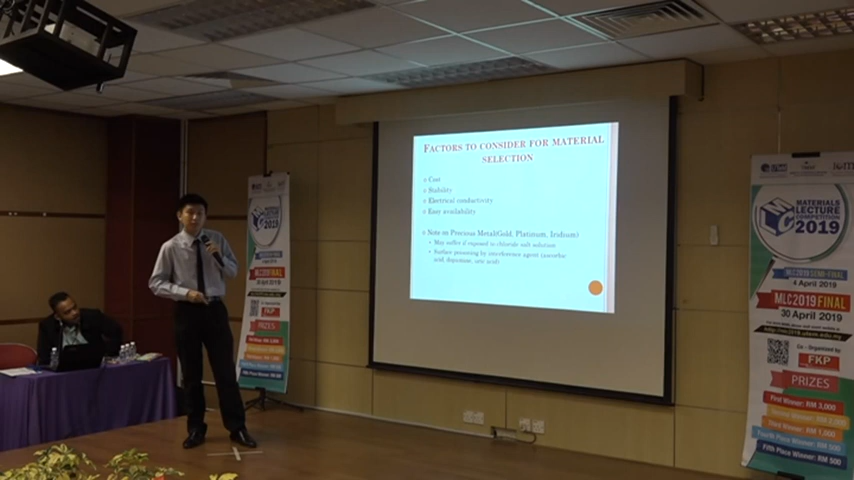 FACTORS TO CONSIDER FOR MATERIAL
SELECTION
Cost
Stability
Electrical conductivity
Easy availability
Note on Precious Metal(Gold, Platinum, Iridium)
May suffer if exposed to chloride salt solution
Surface poisoning by interference agent (ascorbic
acid, dopamine, uric acid)
2019
MLC2019 FINAL
30 April 2019
FKP
PRIZES
MATERIALS
LECTURE
COMPETITION
2019
MLC2019 SEMI-FINAL
4 April 2019
MLC2019 FINAL
30 April 2019
Co - Organized by
FKP
PRIZES
First Winner: RM 3,000
Third Winner: RM 1,000
Fourth Place Winner: RM 500
Fifth Place Winner: RM 500